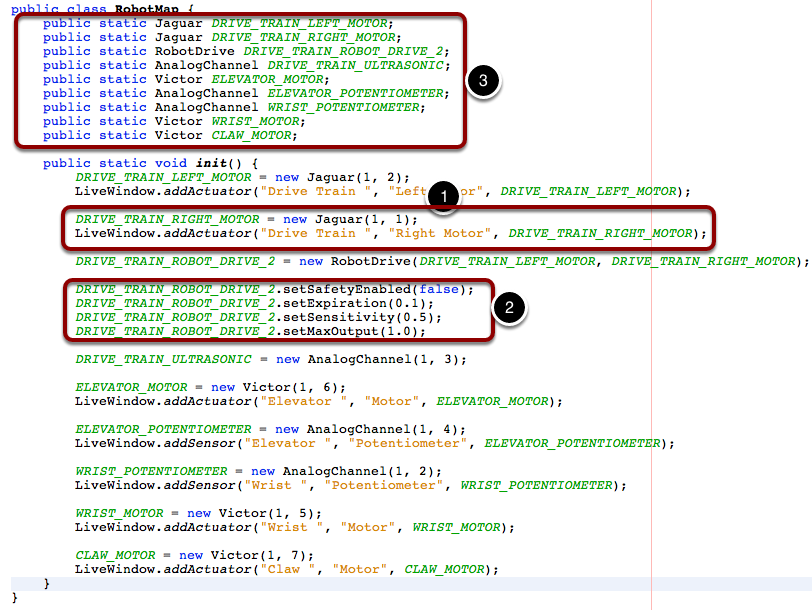 public class RobotMap {
public static Jaguar DRIVE_TRAIN_LEFT_MOTOR;
public static Jaguar DRIVE_TRAIN_RIGHT_MOTOR;
public static RobotDrive DRIVE_TRAIN_ROBOT_DRIVE_2;
public static AnalogChannel DRIVE_TRAIN_ULTRASONIC;
public static Victor ELEVATOR_MOTOR;
public static AnalogChannel ELEVATOR_POTENTIOMETER;
public static AnalogChannel WRIST_POTENTIOMETER;
public static Victor WRIST_MOTOR;
public static Victor CLAW_MOTOR;
3
public static void init() {
DRIVE_TRAIN_LEFT_MOTOR = new Jaguar(1, 2);
LiveWindow.addActuator("Drive Train ", "Left or", DRIVE_TRAIN_LEFT_MOTOR);
1
DRIVE_TRAIN_RIGHT_MOTOR = new Jaguar(1, 1);
LiveWindow.addActuator("Drive Train ", "Right Motor", DRIVE_TRAIN_RIGHT_MOTOR);
DRIVE_TRAIN_ROBOT_DRIVE_2 = new RobotDrive(DRIVE_TRAIN_LEFT_MOTOR, DRIVE_TRAIN_RIGHT_MOTOR);
DRIVE_TRAIN_ROBOT_DRIVE_2.setSafetyEnabled(false);
DRIVE_TRAIN_ROBOT_DRIVE_2.setExpiration(0.1);
DRIVE_TRAIN_ROBOT_DRIVE_2.setSensitivity(0.5);
DRIVE_TRAIN_ROBOT_DRIVE_2.setMaxOutput(1.0);
2
DRIVE_TRAIN_ULTRASONIC = new AnalogChannel(1, 3);
ELEVATOR_MOTOR = new Victor(1, 6);
LiveWindow.addActuator("Elevator ", "Motor", ELEVATOR_MOTOR);
ELEVATOR_POTENTIOMETER = new AnalogChannel(1, 4);
LiveWindow.addSensor("Elevator ", "Potentiometer", ELEVATOR_POTENTIOMETER);
WRIST_POTENTIOMETER = new AnalogChannel(1, 2);
LiveWindow.addSensor("Wrist ", "Potentiometer", WRIST_POTENTIOMETER);
WRIST_MOTOR = new Victor(1, 5);
LiveWindow.addActuator("Wrist ", "Motor", WRIST_MOTOR);
CLAW_MOTOR = new Victor(1, 7);
LiveWindow.addActuator("Claw ", "Motor", CLAW_MOTOR);
}
}